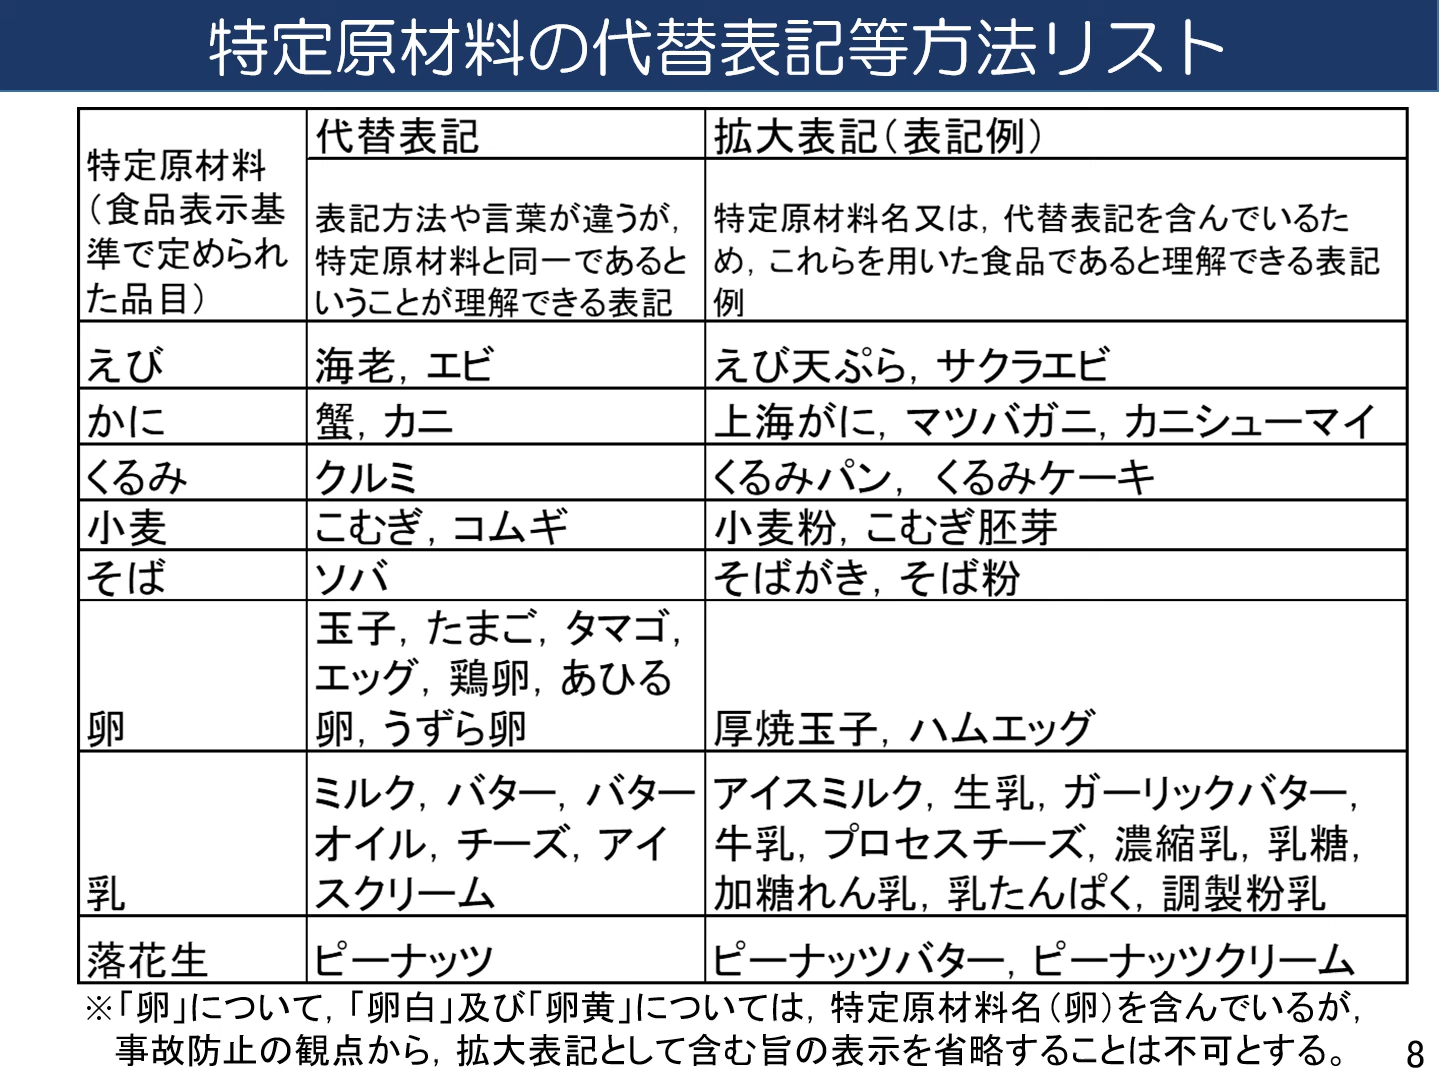 特定原材料の代替表記等方法リスト
特定原材料
（食品表示基
準で定められ
た品目）
代替表記
拡大表記（表記例）
表記方法や言葉が違うが，
特定原材料と同一であると
いうことが理解できる表記
特定原材料名又は，代替表記を含んでいるた
め，これらを用いた食品であると理解できる表記
例
えび
海老，エビ
えび天ぷら，サクラエビ
かに
蟹，カニ
上海がに，マツバガニ，カニシューマイ
くるみ
クルミ
くるみパン，　くるみケーキ
小麦
こむぎ，コムギ
小麦粉，こむぎ胚芽
そば
ソバ
そばがき，そば粉
卵
玉子，たまご，タマゴ，
エッグ，鶏卵，あひる
卵，うずら卵
厚焼玉子，ハムエッグ
乳
ミルク，バター，バター
オイル，チーズ，アイ
スクリーム
アイスミルク，生乳，ガーリックバター，
牛乳，プロセスチーズ，濃縮乳，乳糖，
加糖れん乳，乳たんぱく，調製粉乳
落花生
ピーナッツ
ピーナッツバター，ピーナッツクリーム
※「卵」について，「卵白」及び「卵黄」については，特定原材料名（卵）を含んでいるが，
事故防止の観点から，拡大表記として含む旨の表示を省略することは不可とする。
8